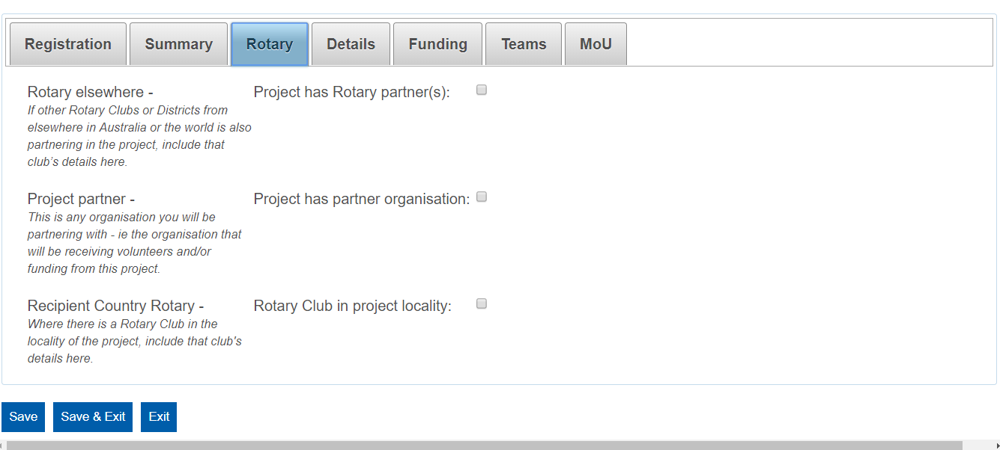 Registration Summary Rotary Details Funding Teams MoU
Rotary elsewhere - Project has Rotary partner(s):
If other Rotary Clubs or Districts from
elsewhere in Australia or the world is also
partnering in the project, include that
club's details here.
Project partner - Project has partner organisation:
This is any organisation you will be
partnering with - ie the organisation that
will be receiving volunteers and/or
funding from this project.
Recipient Country Rotary - Rotary Club in project locality:
Where there is a Rotary Club in the
locality of the project, include that club's
details here.
Save Save & Exit Exit